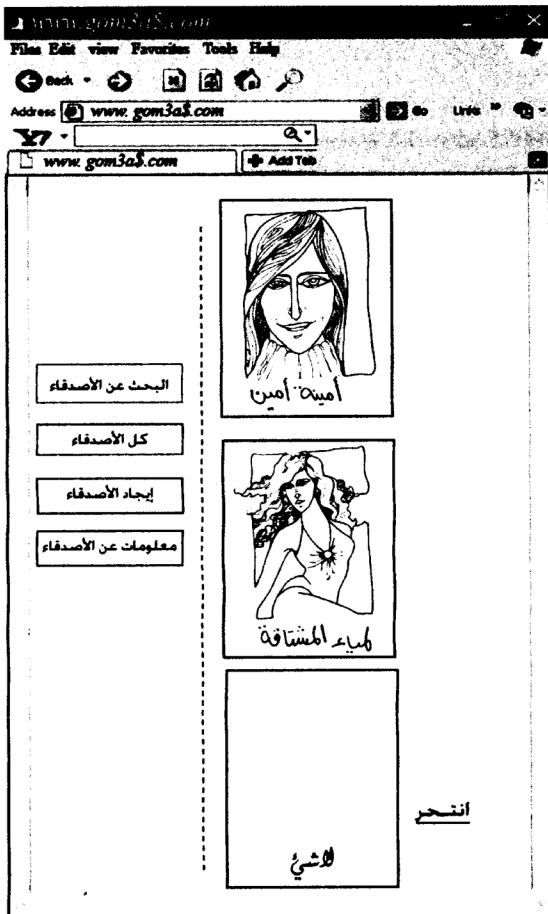 www.gom3a$.com
Files Edit view Favorites Tools Help
Back
Address www. gom3a$.com Go Links »
Y7
www. gom3a$.com Add Tab
أمينة أمين
البحث عن الأصدقاء
كل الأصدقاء
إيجاد الأصدقاء
معلومات عن الأصدقاء
لمياء المشتاقة
انتحر
لاشيئ